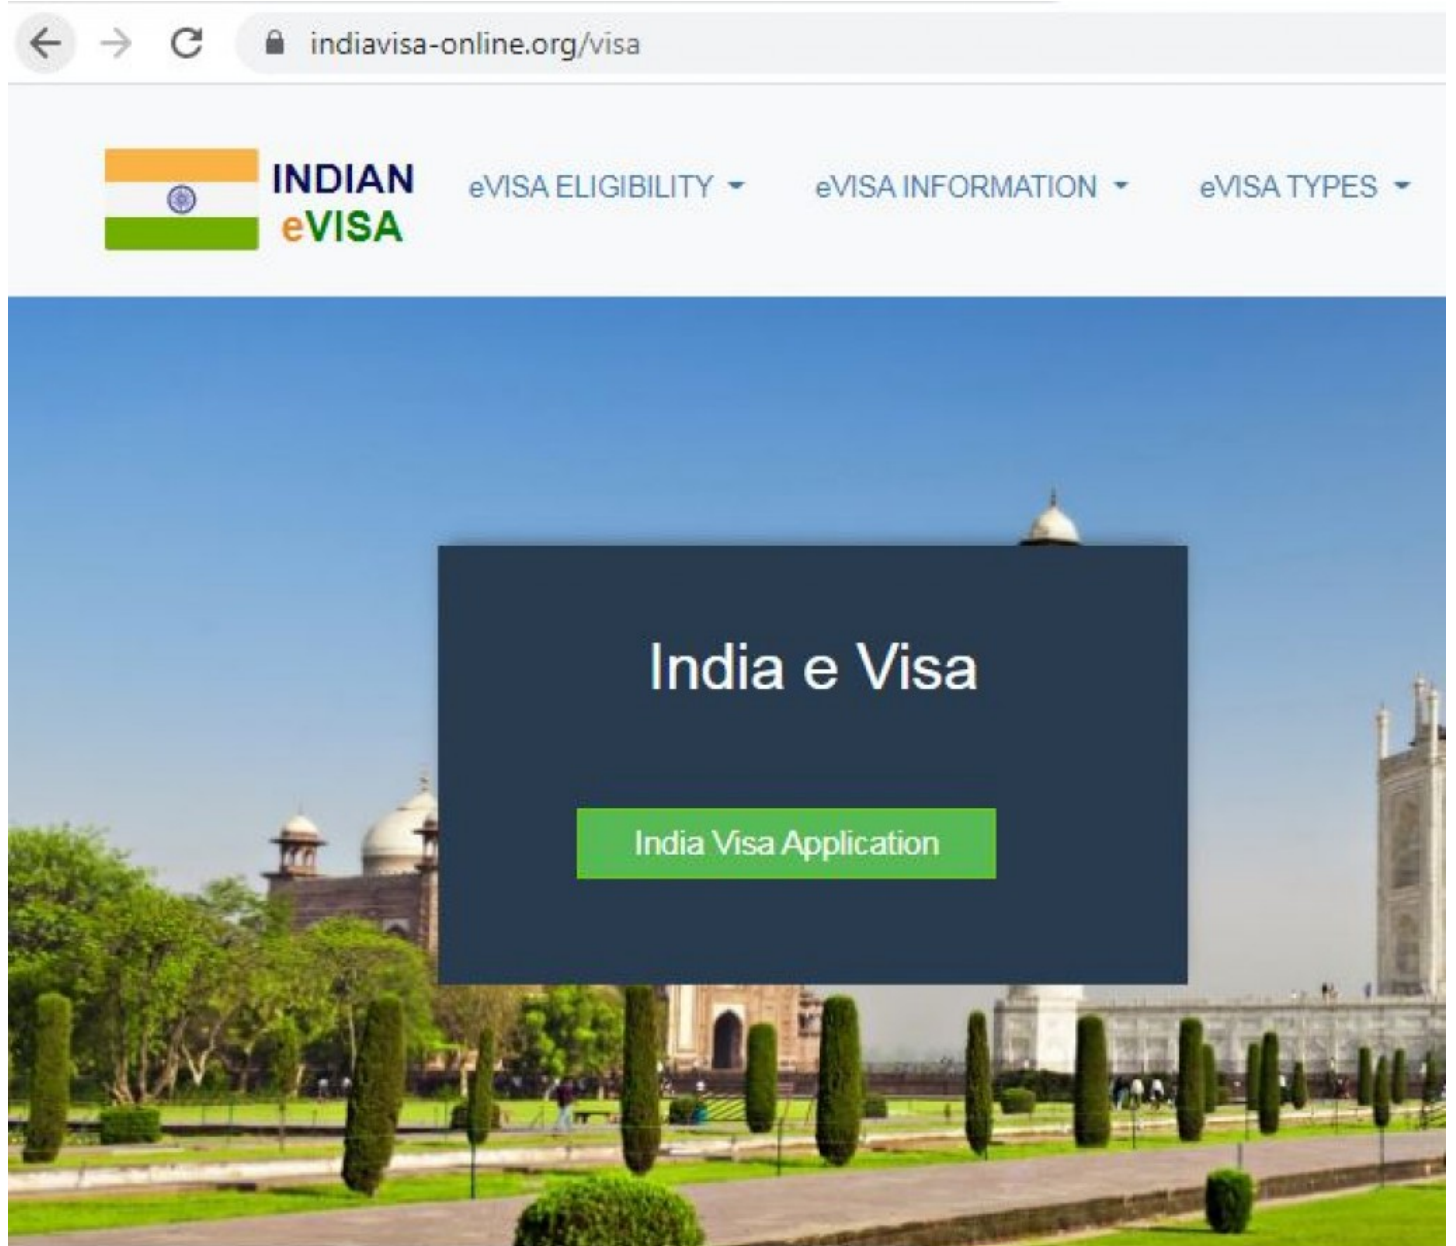 indiavisa-online.org/visa
INDIAN
eVISA
eVISA ELIGIBILITY
eVISA INFORMATION
eVISA TYPES
India e Visa
India Visa Application